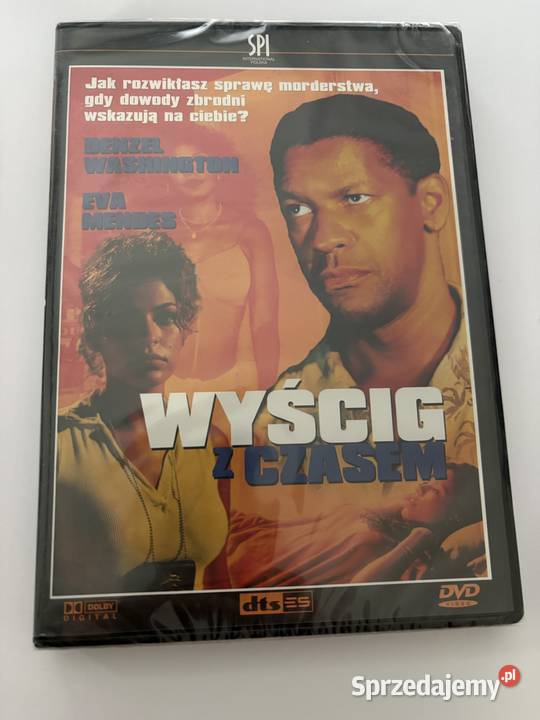 SPI
INTERNATIONAL
POLSKA
Jak rozwikłasz sprawę morderstwa,
gdy dowody zbrodni
wskazują na ciebie?
DENZEL
WASHINGTON
EVA
MENDES
WYŚCIG
Z CZASEM
DOLBY
DIGITAL
dts ES
DVD
VIDEO
Sprzedajemy.pl